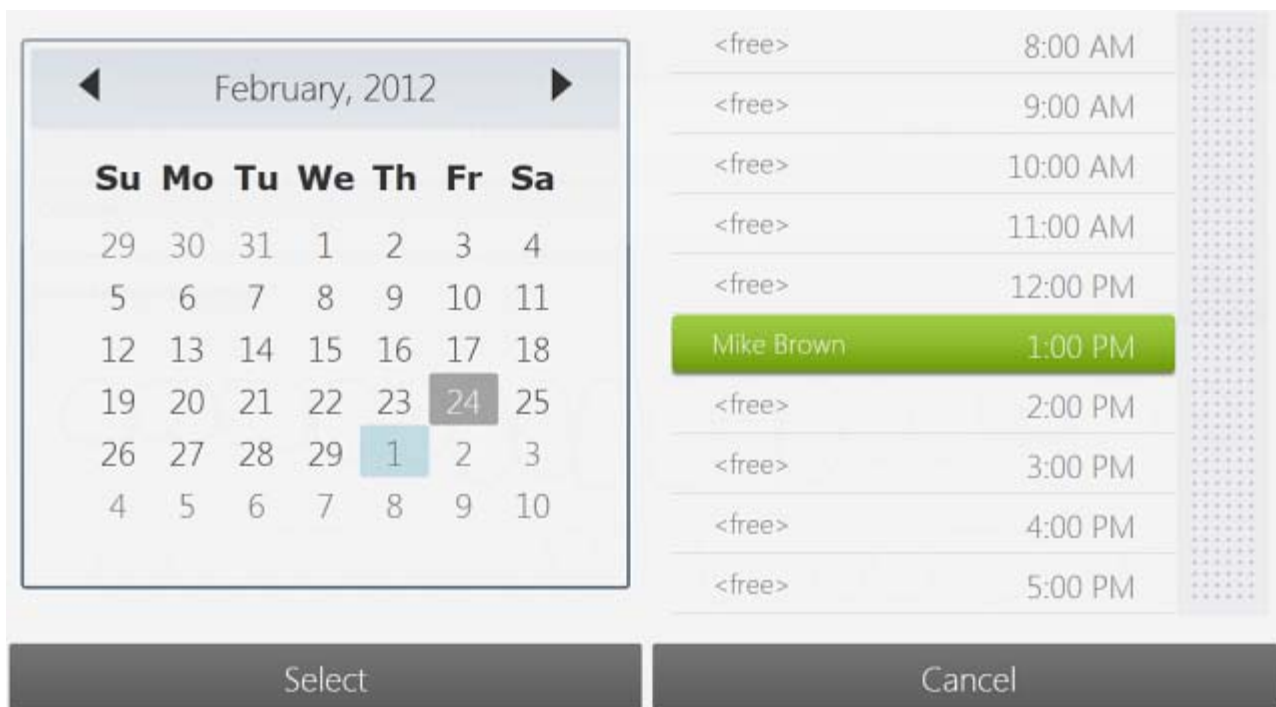 February, 2012
Su Mo Tu We Th Fr Sa
29 30 31 1 2 3 4
5 6 7 8 9 10 11
12 13 14 15 16 17 18
19 20 21 22 23 24 25
26 27 28 29 1 2 3
4 5 6 7 8 9 10
<free> 8:00 AM
<free> 9:00 AM
<free> 10:00 AM
<free> 11:00 AM
<free> 12:00 PM
Mike Brown 1:00 PM
<free> 2:00 PM
<free> 3:00 PM
<free> 4:00 PM
<free> 5:00 PM
Select
Cancel